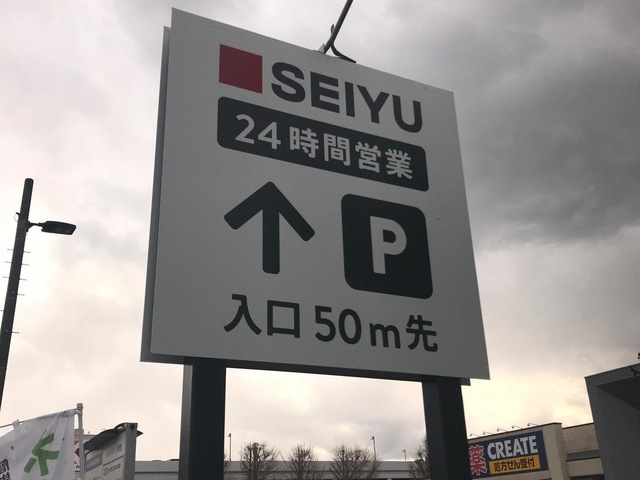 SEIYU
24時間営業
P
入口50m先
薬 CREATE
処方せん受付